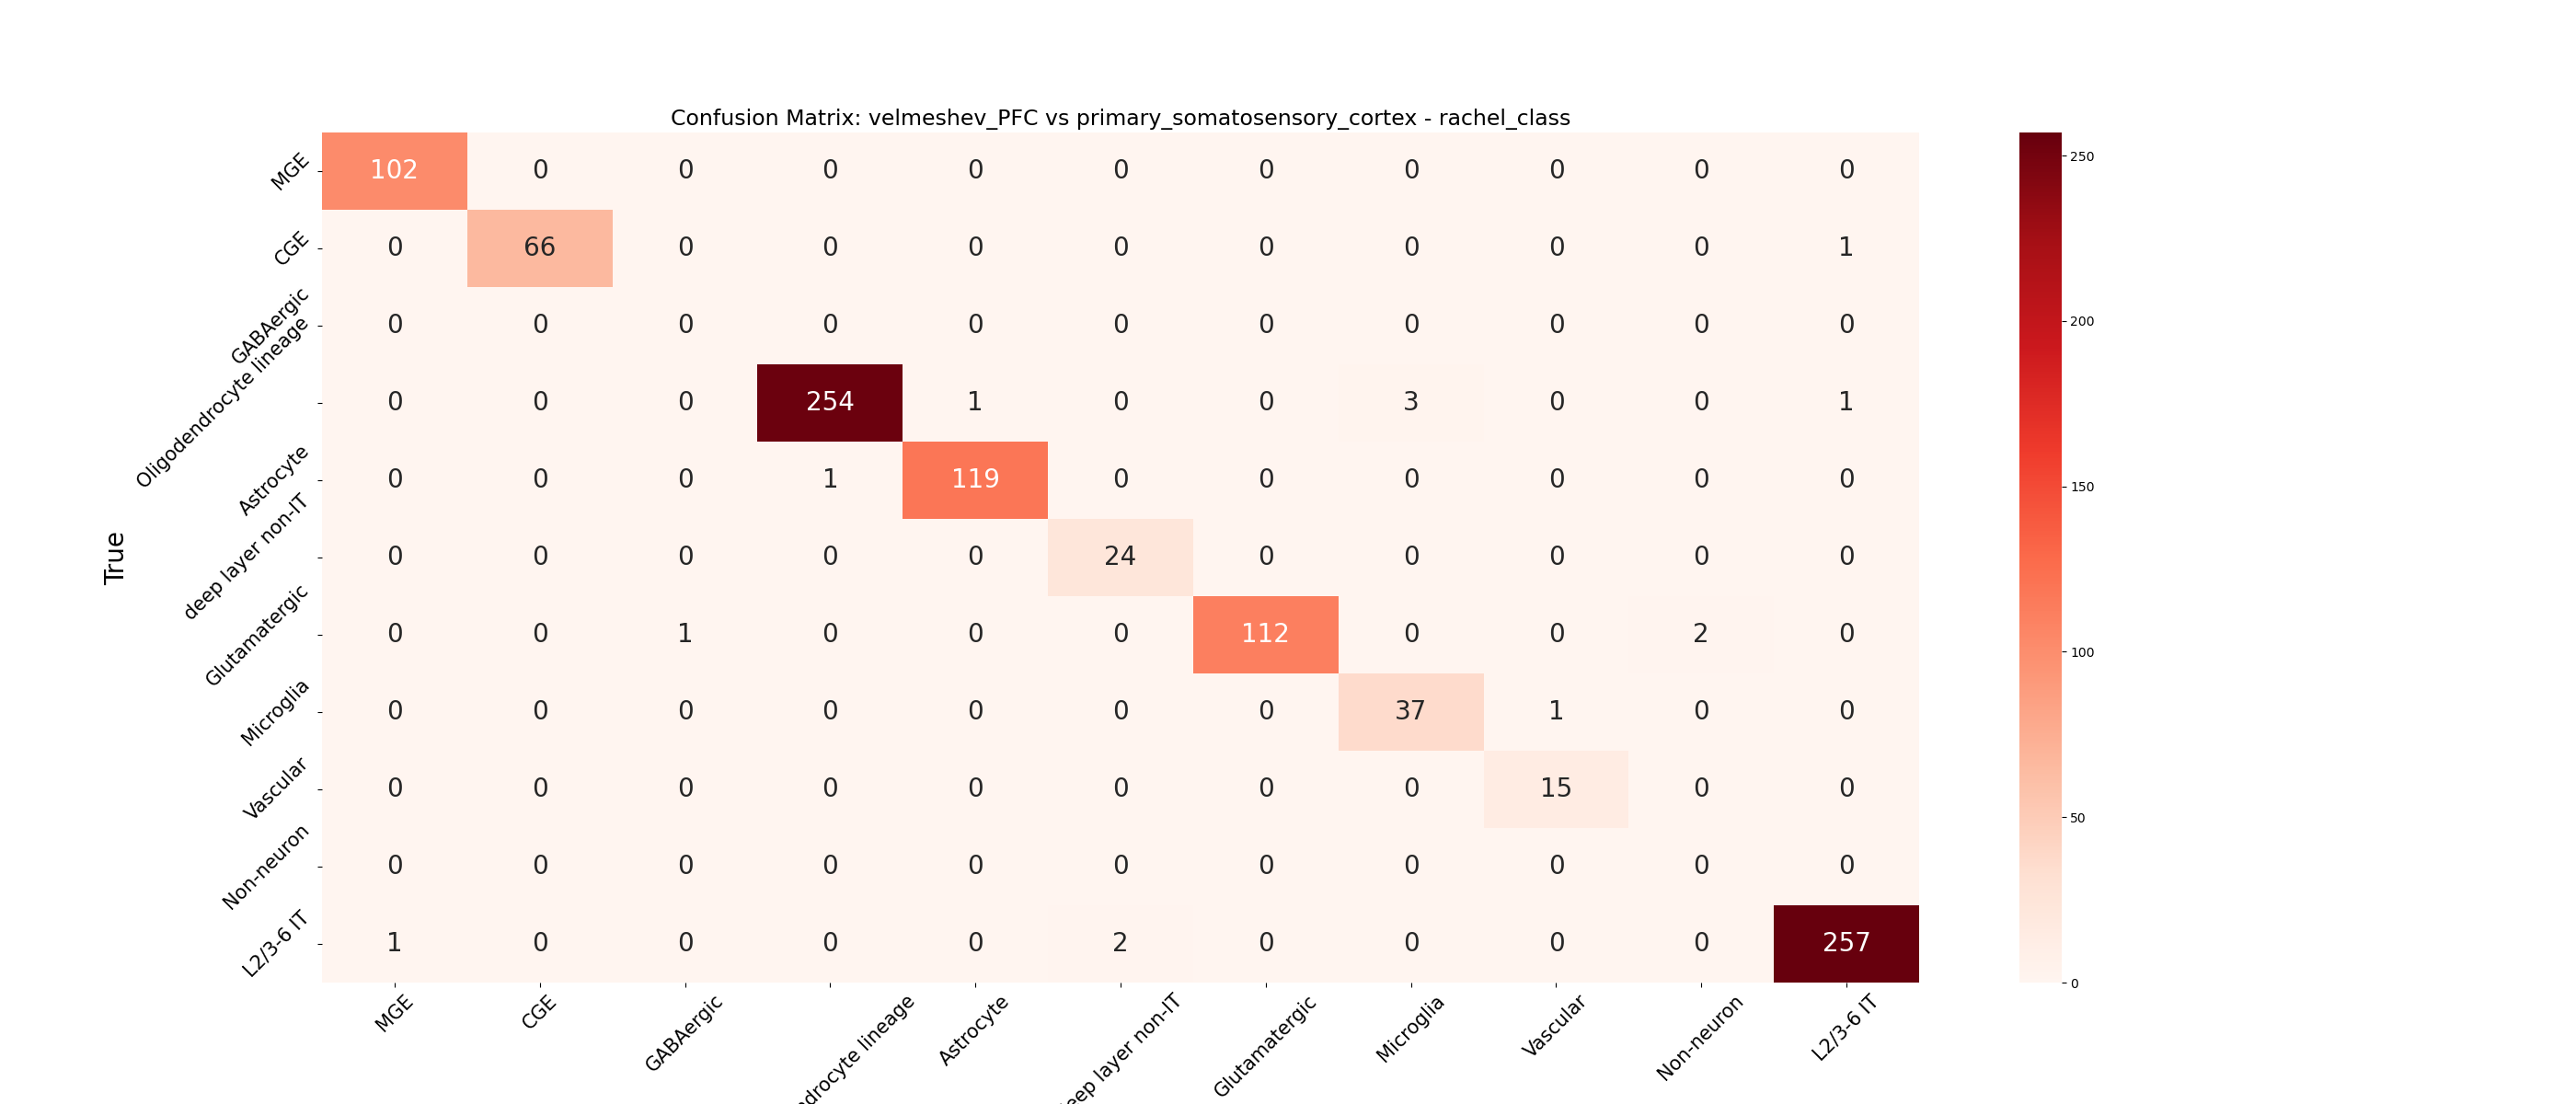 Confusion Matrix: velmeshev_PFC vs primary_somatosensory_cortex - rachel_class
True
MGE 102 0 0 0 0 0 0 0 0 0 0
CGE 0 66 0 0 0 0 0 0 0 0 1
GABAergic 0 0 0 0 0 0 0 0 0 0 0
Oligodendrocyte lineage 0 0 0 254 1 0 0 3 0 0 1
Astrocyte 0 0 0 1 119 0 0 0 0 0 0
deep layer non-IT 0 0 0 0 0 24 0 0 0 0 0
Glutamatergic 0 0 1 0 0 0 112 0 0 2 0
Microglia 0 0 0 0 0 0 0 37 1 0 0
Vascular 0 0 0 0 0 0 0 0 15 0 0
Non-neuron 0 0 0 0 0 0 0 0 0 0 0
L2/3-6 IT 1 0 0 0 0 2 0 0 0 0 257
MGE CGE GABAergic ndrocyte lineage Astrocyte eep layer non-IT Glutamatergic Microglia Vascular Non-neuron L2/3-6 IT
250
200
150
100
50
0